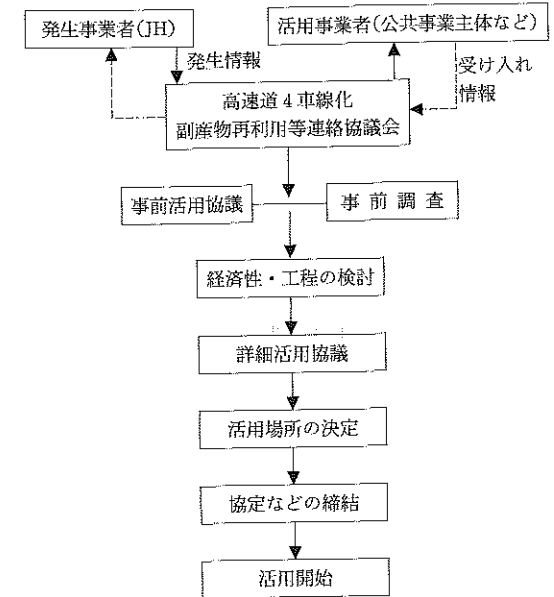 発生事業者(JH)
活用事業者(公共事業主体など)
発生情報
受け入れ
情報
高速道4車線化
副産物再利用等連絡協議会
事前活用協議
事前調査
経済性・工程の検討
詳細活用協議
活用場所の決定
協定などの締結
活用開始